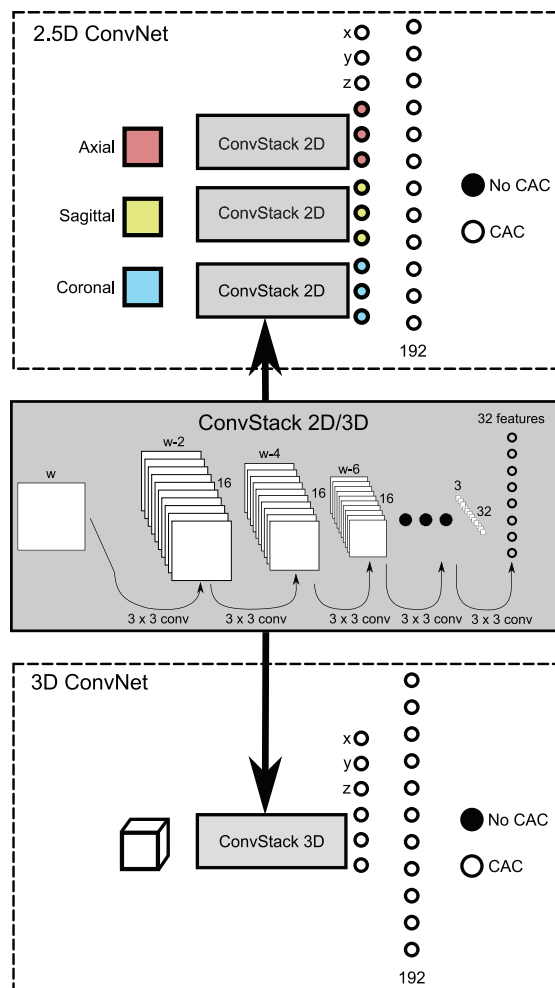 2.5D ConvNet
x
y
z
Axial
ConvStack 2D
Sagittal
ConvStack 2D
Coronal
ConvStack 2D
No CAC
CAC
192
ConvStack 2D/3D
32 features
w
w-2
16
w-4
16
w-6
16
3
32
3 x 3 conv
3 x 3 conv
3 x 3 conv
3 x 3 conv
3 x 3 conv
3D ConvNet
x
y
z
ConvStack 3D
No CAC
CAC
192